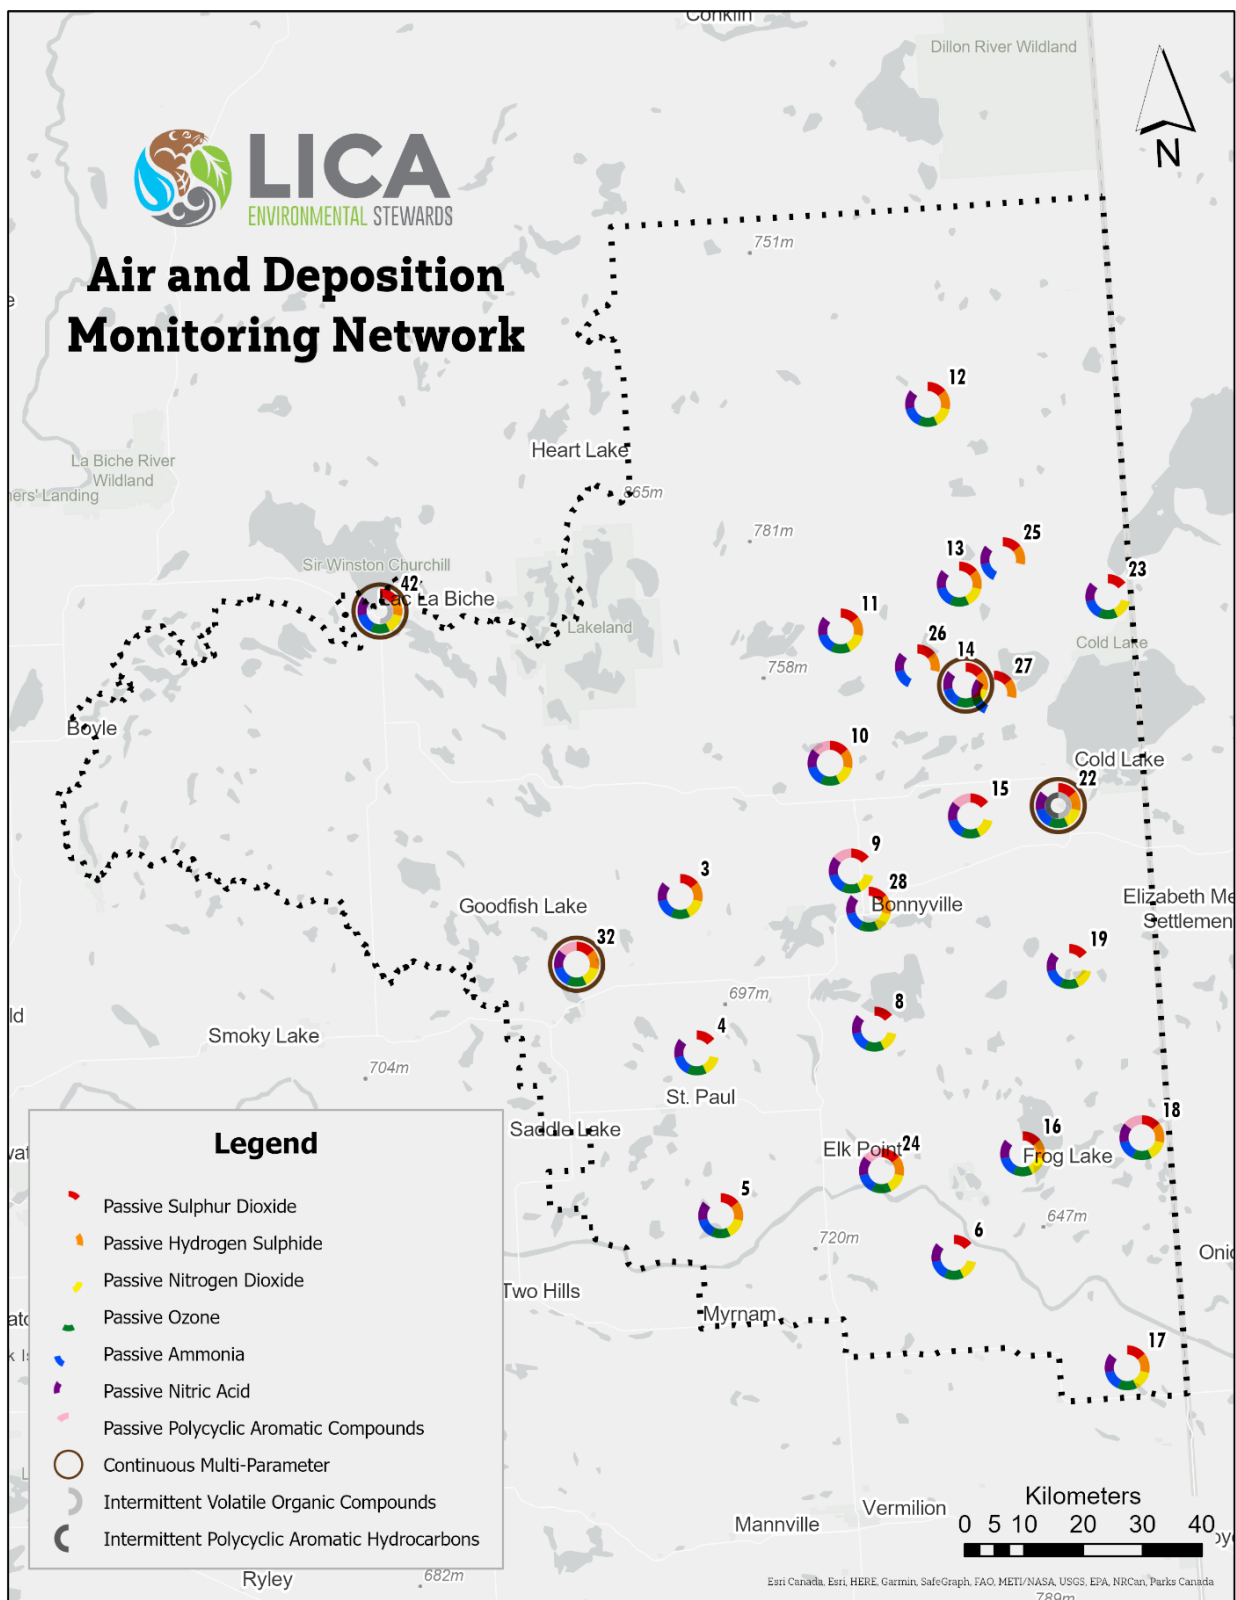 Conklin
Dillon River Wildland
N
LICA
ENVIRONMENTAL STEWARDS
Air and Deposition
Monitoring Network
751m
12
Heart Lake
La Biche River
Wildland
ners' Landing
865m
781m
25
13
23
Sir Winston Churchill
42
Lac La Biche
11
Lakeland
26
14
27
Cold Lake
758m
Boyle
10
Cold Lake
22
15
9
3
28
Bonnyville
Goodfish Lake
Elizabeth Me
Settlemen
32
19
697m
8
ld
Smoky Lake
4
704m
St. Paul
18
Saddle Lake
16
Elk Point
24
Frog Lake
5
647m
6
720m
Onio
Two Hills
Myrnam
17
Legend
Passive Sulphur Dioxide
Passive Hydrogen Sulphide
Passive Nitrogen Dioxide
Passive Ozone
Passive Ammonia
Passive Nitric Acid
Passive Polycyclic Aromatic Compounds
Continuous Multi-Parameter
Intermittent Volatile Organic Compounds
Intermittent Polycyclic Aromatic Hydrocarbons
Kilometers
0 5 10 20 30 40
Vermilion
Mannville
Ryley
682m
Esri Canada, Esri, HERE, Garmin, SafeGraph, FAO, METI/NASA, USGS, EPA, NRCan, Parks Canada
789m